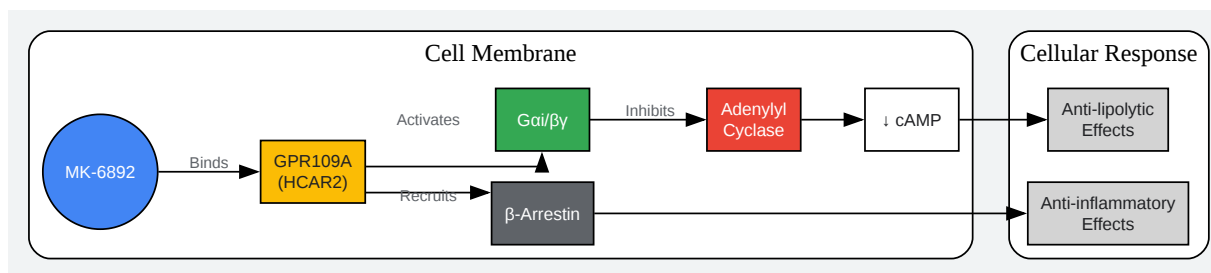 Cell Membrane
Cellular Response
MK-6892
Binds
GPR109A
(HCAR2)
Activates
Recruits
Gαi/βγ
β-Arrestin
Inhibits
Adenylyl
Cyclase
↓ cAMP
Anti-lipolytic
Effects
Anti-inflammatory
Effects